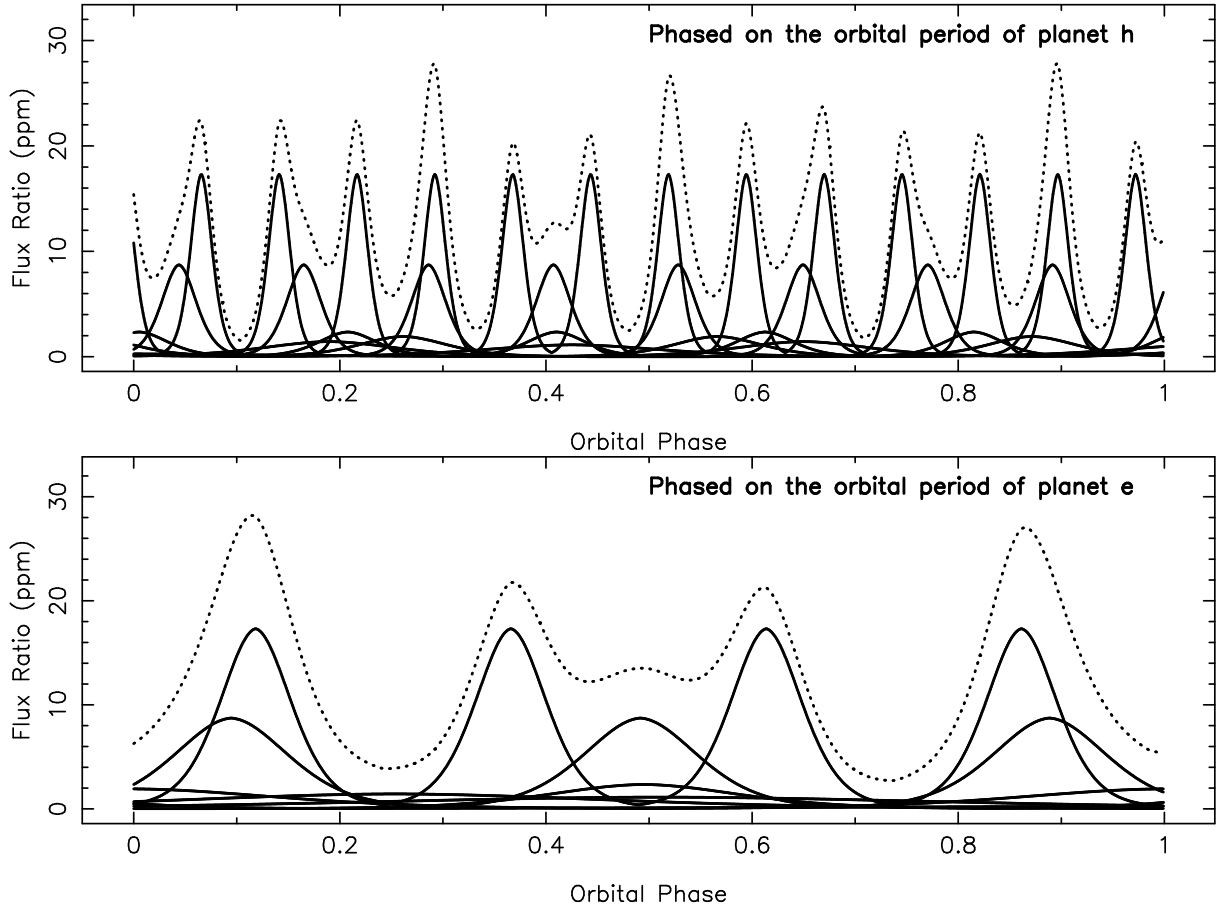 Phased on the orbital period of planet h
Flux Ratio (ppm)
30
20
10
0
0 0.2 0.4 0.6 0.8 1
Orbital Phase
Phased on the orbital period of planet e
Flux Ratio (ppm)
30
20
10
0
0 0.2 0.4 0.6 0.8 1
Orbital Phase